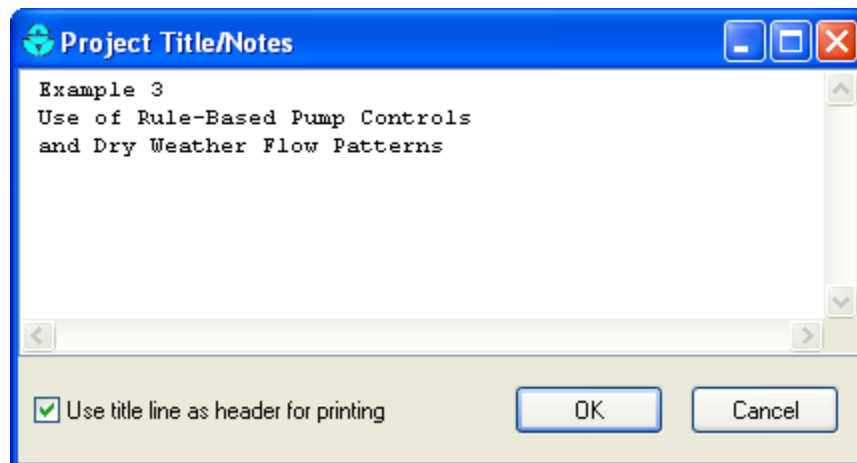 Project Title/Notes
Example 3
Use of Rule-Based Pump Controls
and Dry Weather Flow Patterns
Use title line as header for printing
OK
Cancel